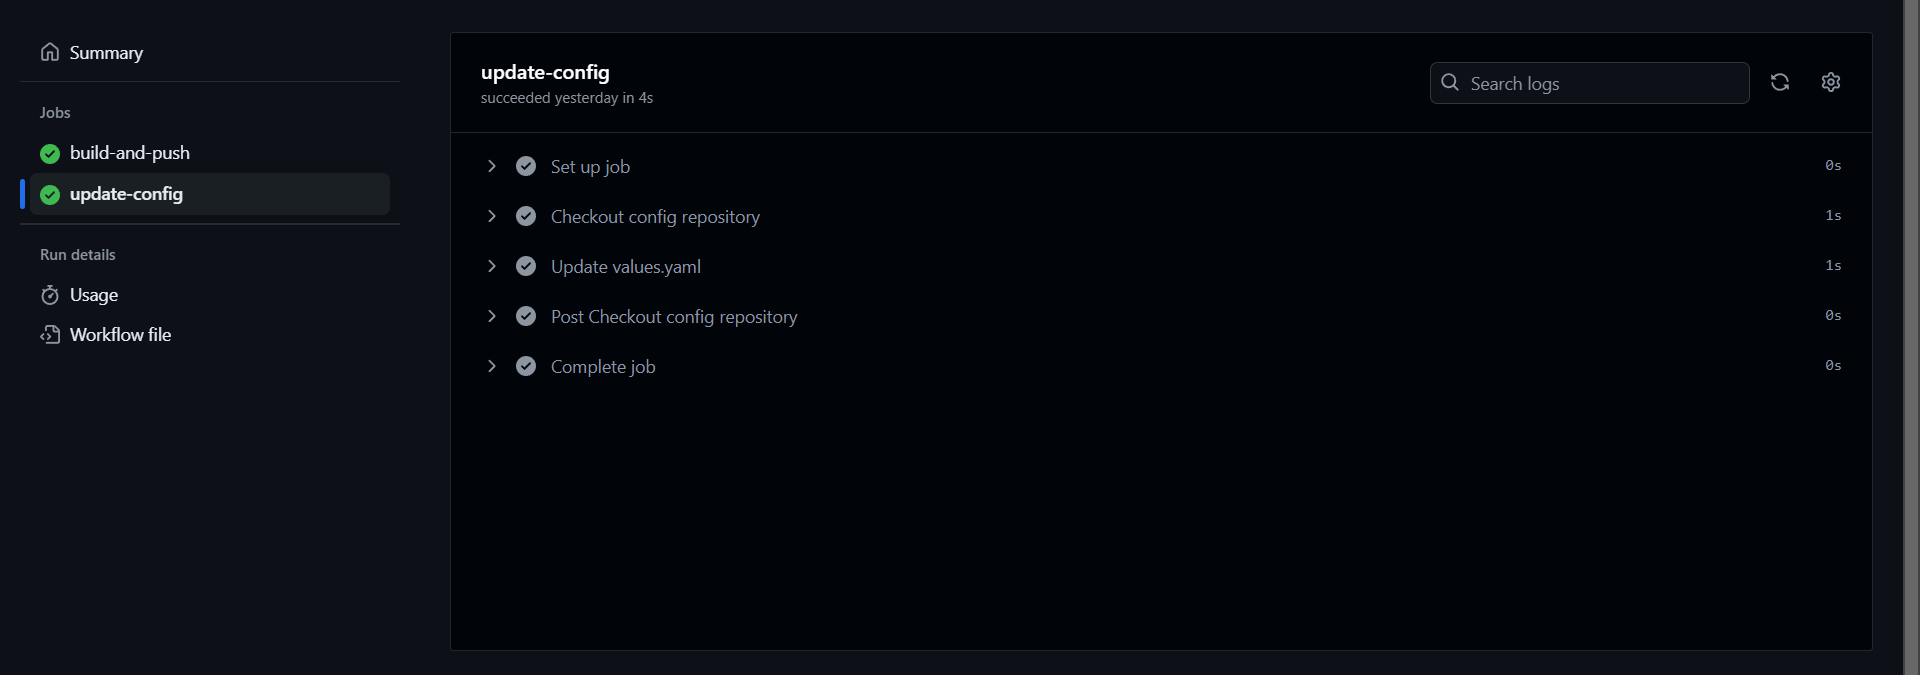 Summary
Jobs
build-and-push
update-config
Run details
Usage
Workflow file
update-config
succeeded yesterday in 4s
Search logs
Set up job 0s
Checkout config repository 1s
Update values.yaml 1s
Post Checkout config repository 0s
Complete job 0s